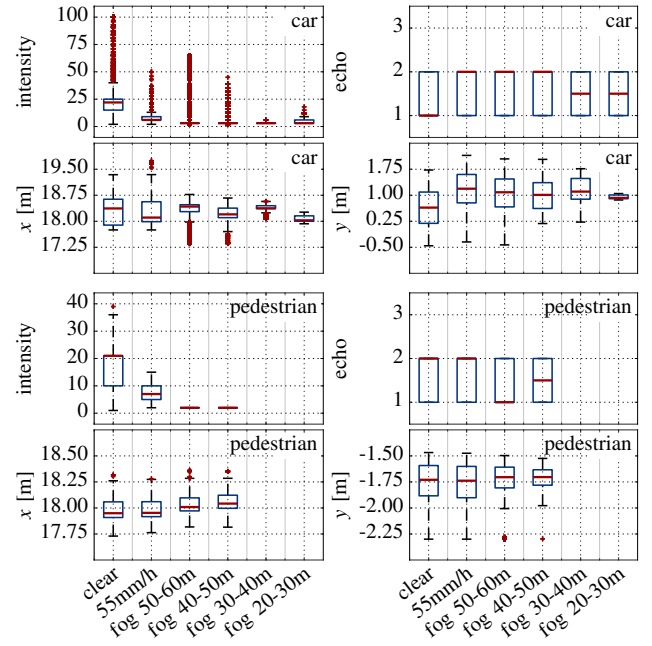 car
intensity
100
75
50
25
0
car
echo
3
2
1
car
x [m]
19.50
18.75
18.00
17.25
car
y [m]
1.75
1.00
0.25
-0.50
pedestrian
intensity
40
30
20
10
0
pedestrian
echo
3
2
1
pedestrian
x [m]
18.50
18.25
18.00
17.75
pedestrian
y [m]
-1.50
-1.75
-2.00
-2.25
clear
55mm/h
fog 50-60m
fog 40-50m
fog 30-40m
fog 20-30m
clear
55mm/h
fog 50-60m
fog 40-50m
fog 30-40m
fog 20-30m